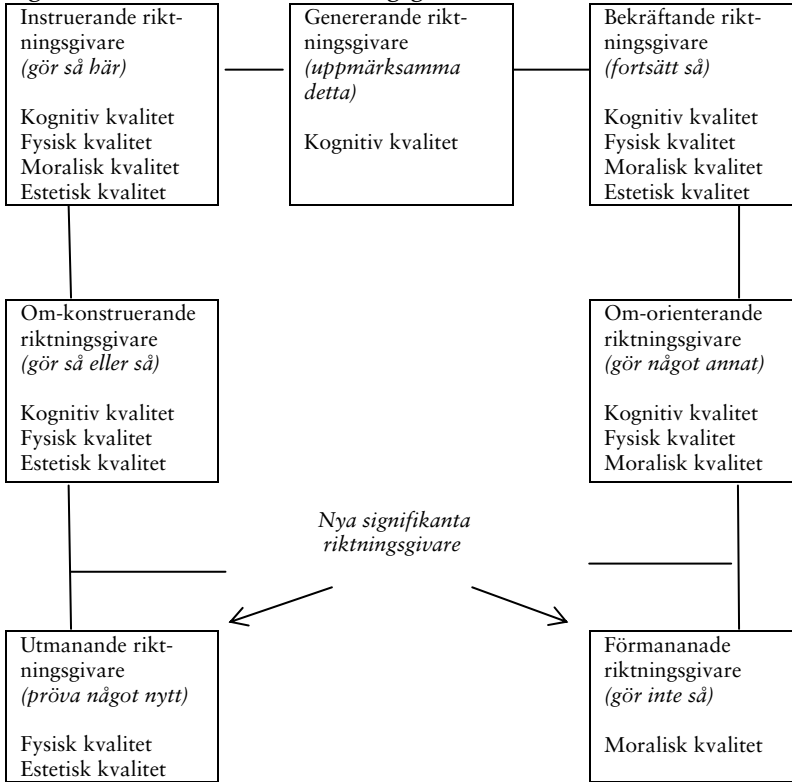 Instruerande rikt-
ningsgivare
(gör så här)
Kognitiv kvalitet
Fysisk kvalitet
Moralisk kvalitet
Estetisk kvalitet
Genererande rikt-
ningsgivare
(uppmärksamma
detta)
Kognitiv kvalitet
Bekräftande rikt-
ningsgivare
(fortsätt så)
Kognitiv kvalitet
Fysisk kvalitet
Moralisk kvalitet
Estetisk kvalitet
Om-konstruerande
riktningsgivare
(gör så eller så)
Kognitiv kvalitet
Fysisk kvalitet
Estetisk kvalitet
Om-orienterande
riktningsgivare
(gör något annat)
Kognitiv kvalitet
Fysisk kvalitet
Moralisk kvalitet
Nya signifikanta
riktningsgivare
Utmanande rikt-
ningsgivare
(pröva något nytt)
Fysisk kvalitet
Estetisk kvalitet
Förmananade
riktningsgivare
(gör inte så)
Moralisk kvalitet